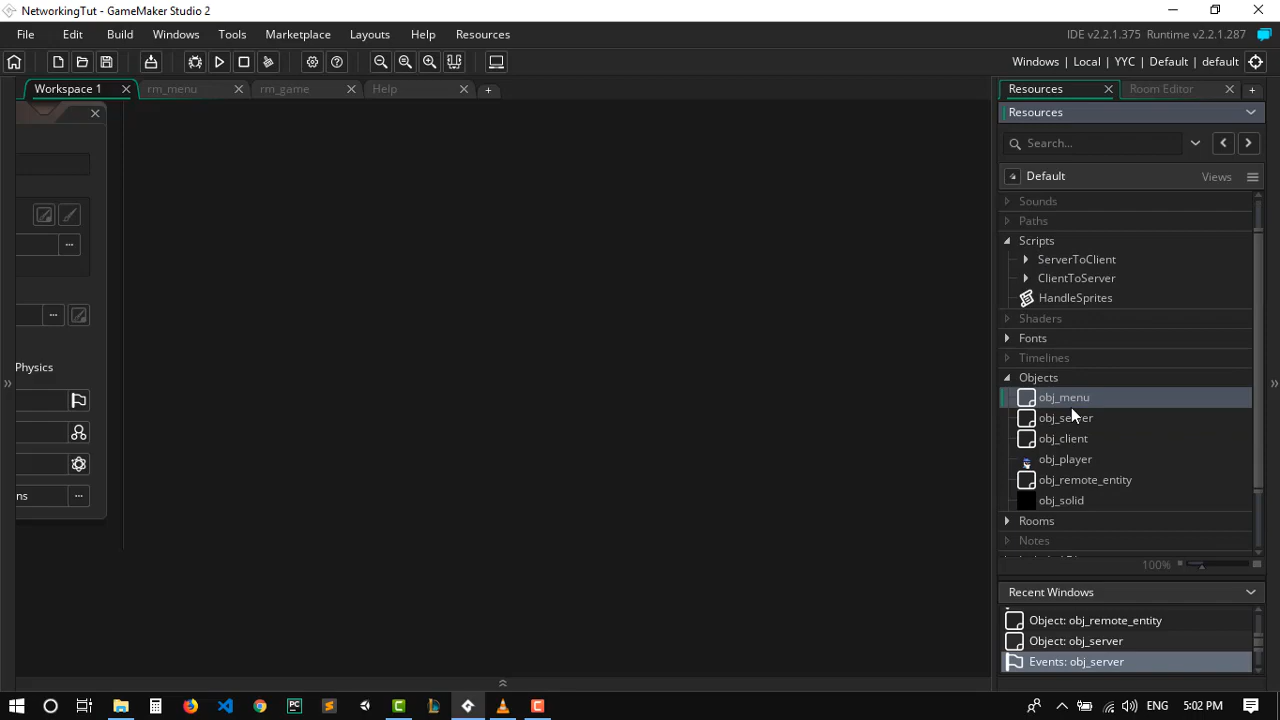 NetworkingTut - GameMaker Studio 2
File Edit Build Windows Tools Marketplace Layouts Help Resources
IDE v2.2.1.375 Runtime v2.2.1.287
Windows | Local | YYC | Default | default
Workspace 1 rm_menu rm_game Help
Resources Room Editor
Resources
Search...
Default Views
Sounds
Paths
Scripts
ServerToClient
ClientToServer
HandleSprites
Shaders
Fonts
Timelines
Objects
obj_menu
obj_server
obj_client
obj_player
obj_remote_entity
obj_solid
Rooms
Notes
100%
Physics
ns
Recent Windows
Object: obj_remote_entity
Object: obj_server
Events: obj_server
ENG 5:02 PM